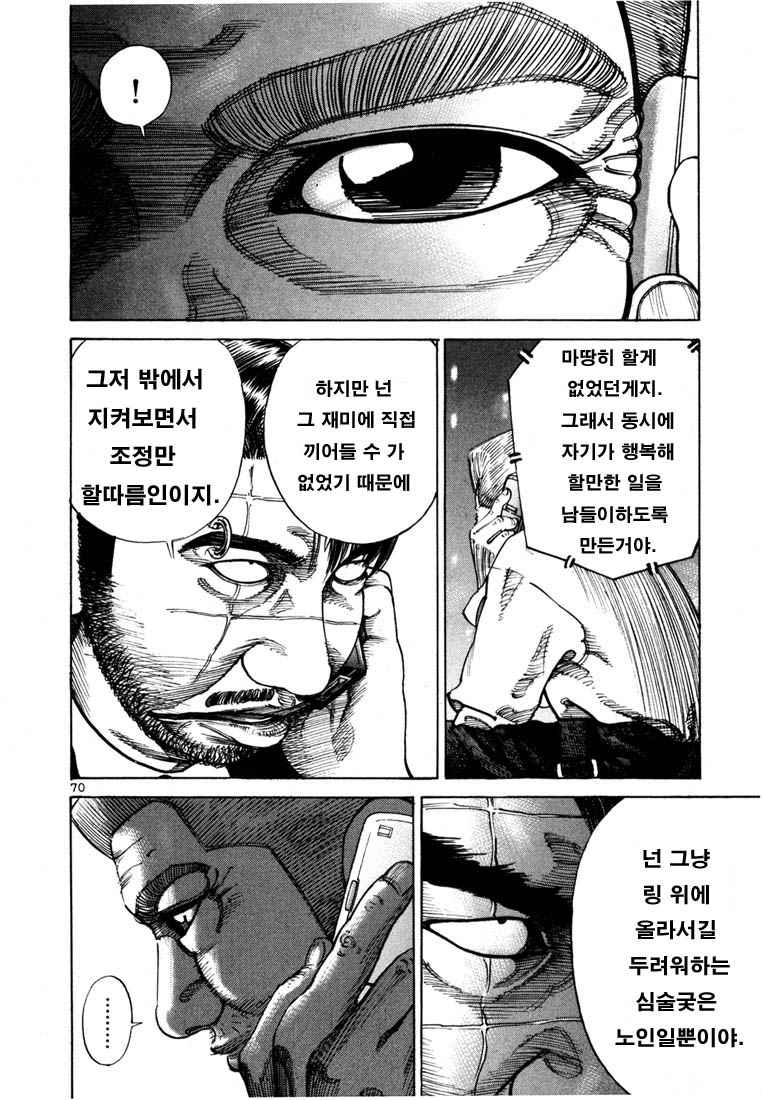 !
마땅히 할게
없었던게지.
그래서 동시에
자기가 행복해
할만한 일을
남들이하도록
만든거야.
하지만 넌
그 재미에 직접
끼어들 수 가
없었기 때문에
그저 밖에서
지켜보면서
조정만
할따름인이지.
70
넌 그냥
링 위에
올라서길
두려워하는
심술궂은
노인일뿐이야.
………